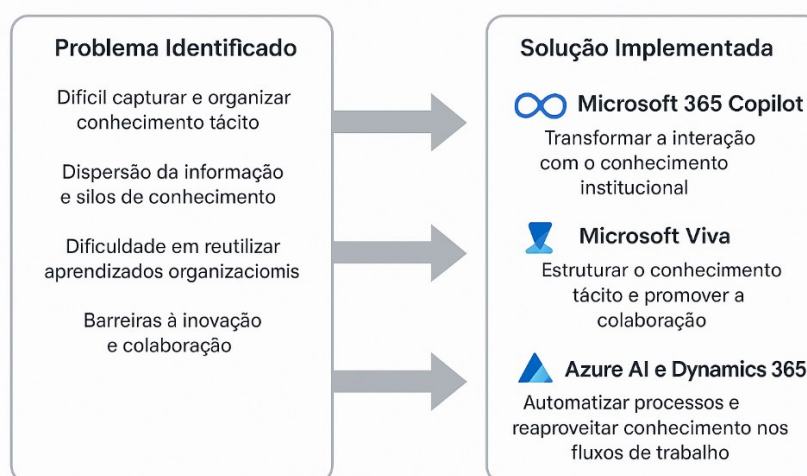 Problema Identificado
Dificil capturar e organizar
conhecimento tácito
Dispersão da informação
e silos de conhecimento
Dificuldade em reutilizar
aprendizados organizaciomis
Barreiras à inovação
e colaboração
Solução Implementada
Microsoft 365 Copilot
Transformar a interação
com o conhecimento
institucional
Microsoft Viva
Estruturar o conhecimento
tácito e promover a
colaboração
Azure AI e Dynamics 365
Automatizar processos e
reaproveitar conhecimento nos
fluxos de trabalho